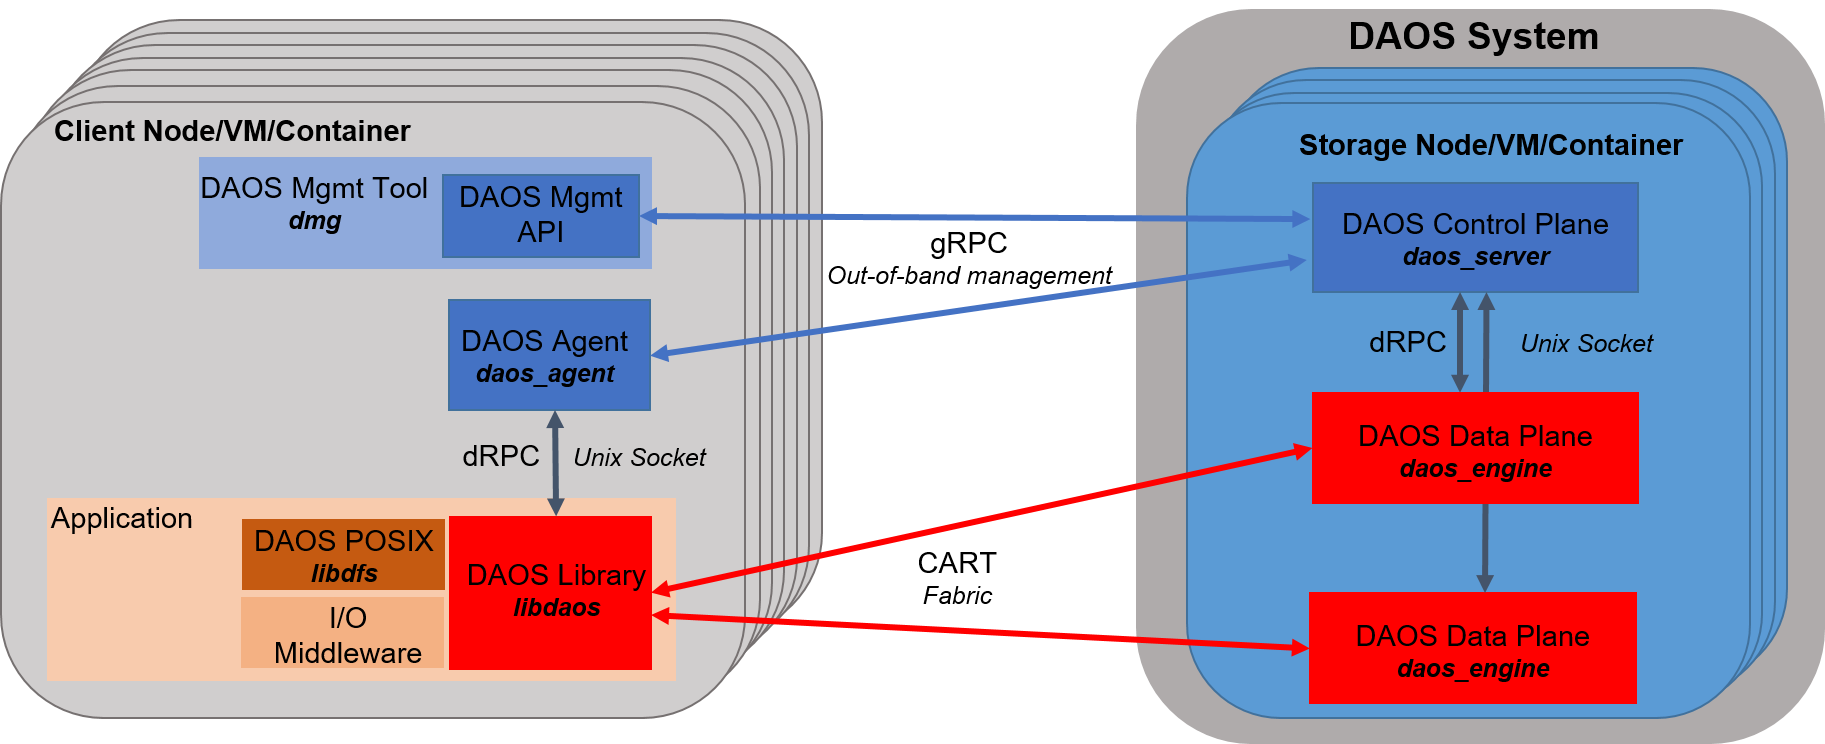 DAOS System
Client Node/VM/Container
Storage Node/VM/Container
DAOS Mgmt Tool
dmg
DAOS Mgmt
API
DAOS Control Plane
daos_server
gRPC
Out-of-band management
DAOS Agent
daos_agent
dRPC
Unix Socket
dRPC
Unix Socket
DAOS Data Plane
daos_engine
Application
DAOS POSIX
libdfs
I/O
Middleware
DAOS Library
libdaos
CART
Fabric
DAOS Data Plane
daos_engine